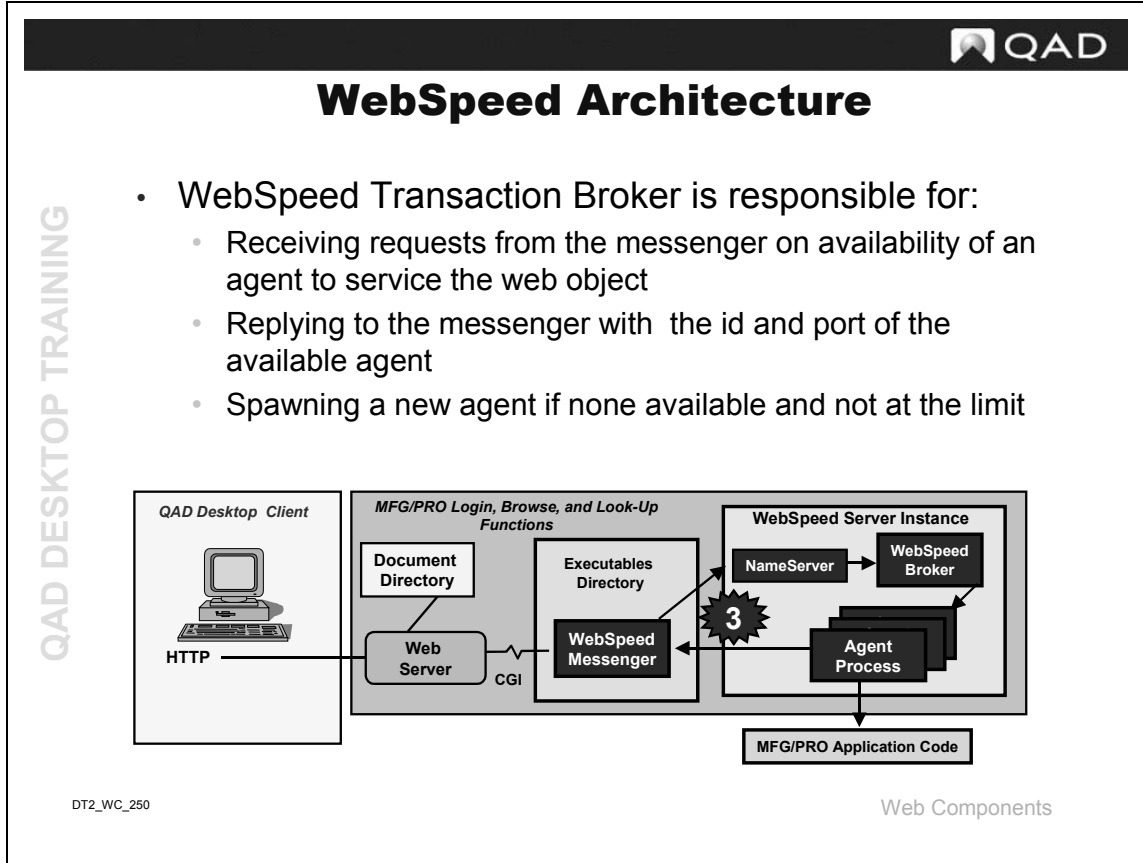 QAD
WebSpeed Architecture
QAD DESKTOP TRAINING
• WebSpeed Transaction Broker is responsible for:
• Receiving requests from the messenger on availability of an
agent to service the web object
• Replying to the messenger with the id and port of the
available agent
• Spawning a new agent if none available and not at the limit
QAD Desktop Client
HTTP
MFG/PRO Login, Browse, and Look-Up
Functions
Document
Directory
Web
Server
CGI
Executables
Directory
WebSpeed
Messenger
3
WebSpeed Server Instance
NameServer
WebSpeed
Broker
Agent
Process
MFG/PRO Application Code
DT2_WC_250
Web Components